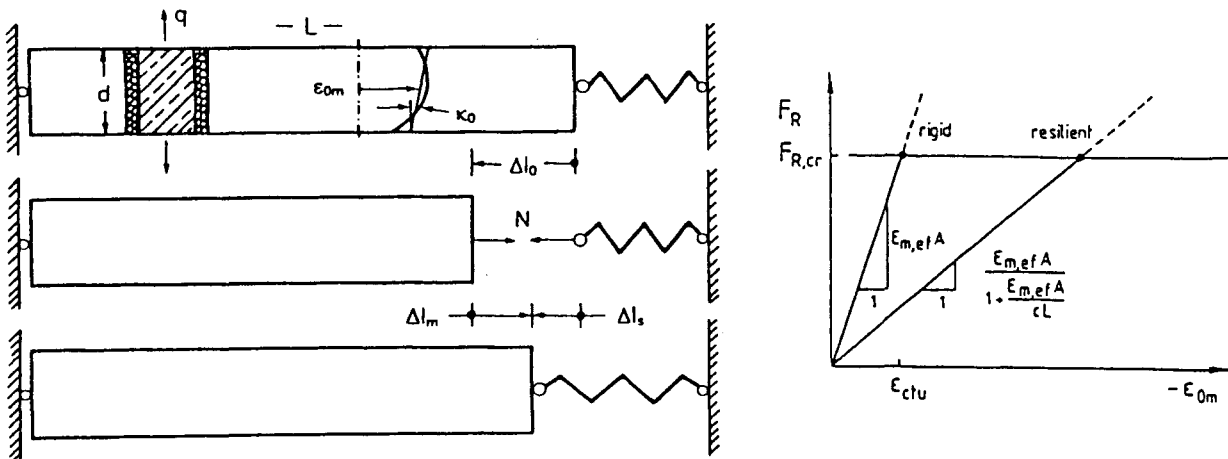 q
— L —
d
ε0m
κ0
Δl0
N
Δlm
Δls
FR
FR,cr
rigid
resilient
Em,ef A
1
Em,ef A
1 + Em,ef A
cL
1
εctu
-ε0m